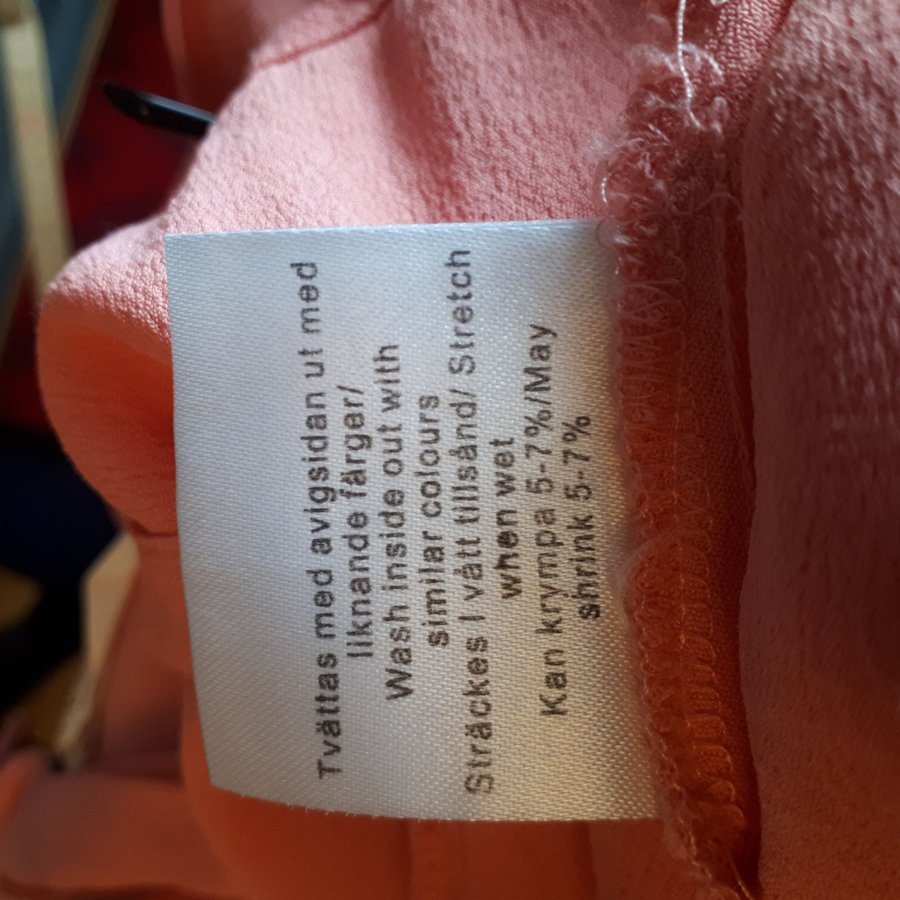 Tvättas med avigsidan ut med
liknande färger/
Wash inside out with
similar colours
Sträckes I vått tillsånd/ Stretch
when wet
Kan krympa 5-7%/May
shrink 5-7%